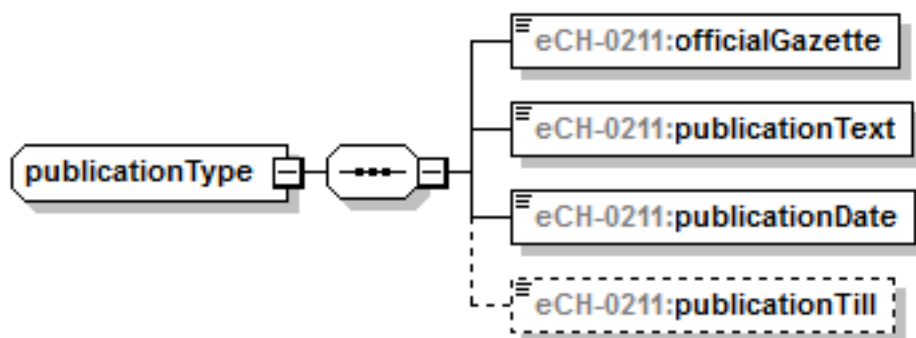 eCH-0211:officialGazette
eCH-0211:publicationText
publicationType
eCH-0211:publicationDate
eCH-0211:publicationTill